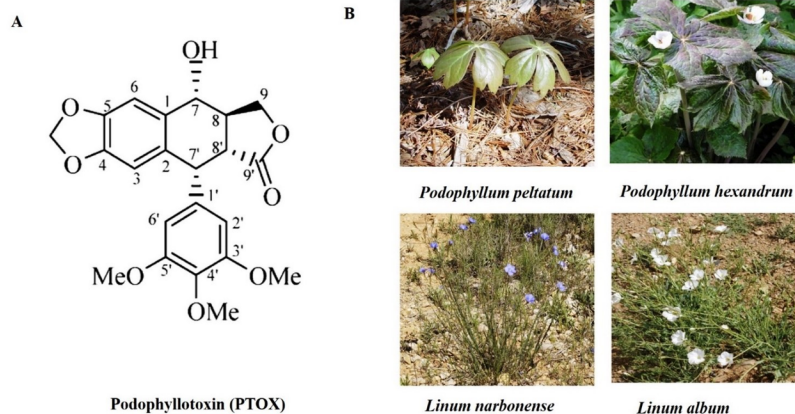 A
OH
6
5
1
7
9
8
O
O
4
3
2
7'
8'
9'
O
O
1'
6'
2'
5'
4'
3'
MeO
OMe
OMe
Podophyllotoxin (PTOX)
B
Podophyllum peltatum
Podophyllum hexandrum
Linum narbonense
Linum album